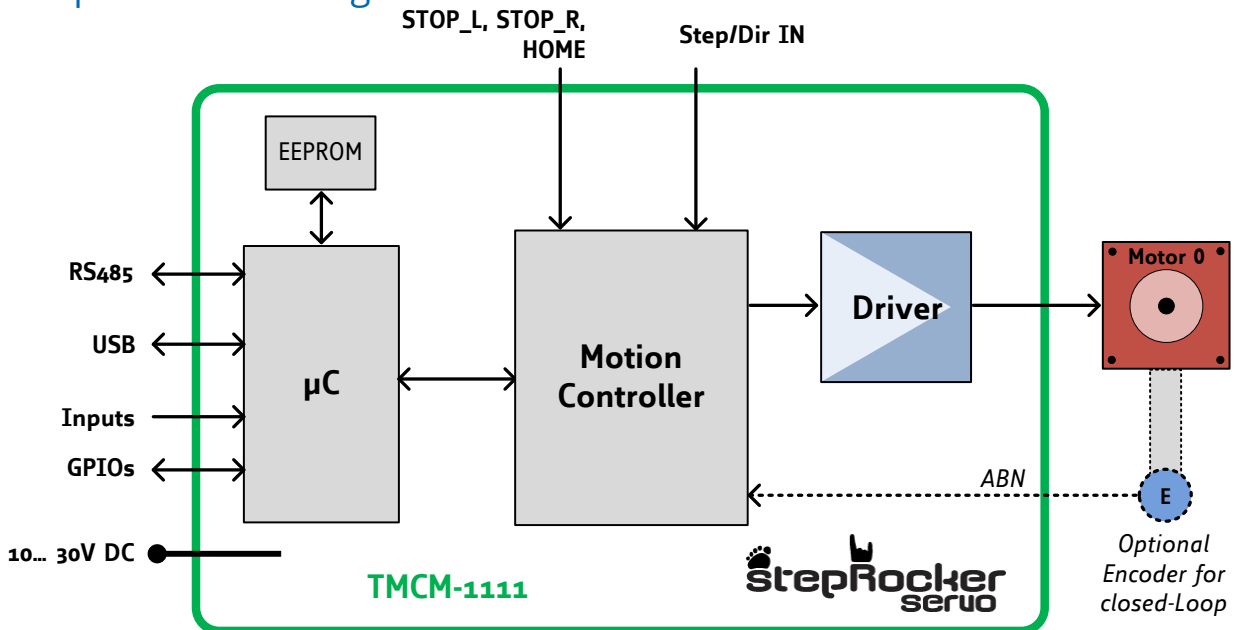 STOP_L, STOP_R,
HOME
Step/Dir IN
EEPROM
RS485
USB
Inputs
GPIOs
10... 30V DC
µC
Motion
Controller
Driver
Motor 0
ABN
E
Optional
Encoder for
closed-Loop
TMCM-1111
stepRocker
servo